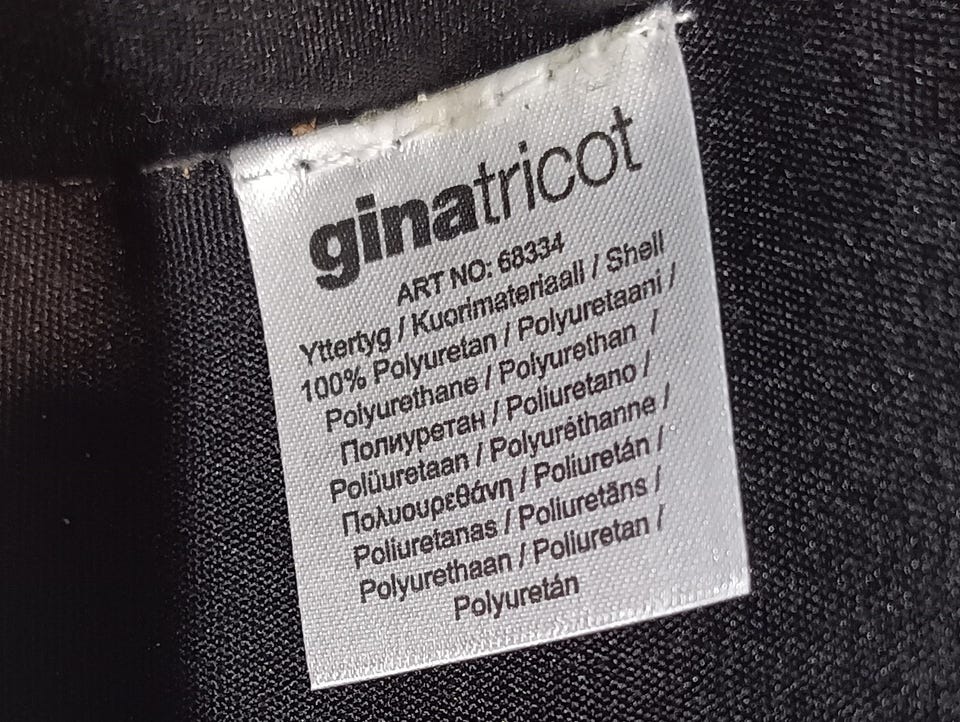 ginatricot
ART NO: 68334
Yttertyg / Kuorimateriaali / Shell
100% Polyuretan / Polyuretaani /
Polyurethane / Polyurethan /
Полиуретан / Poliuretano /
Polüuretaan / Polyuréthanne /
Πολυουρεθάνη / Poliuretán /
Poliuretanas / Poliuretāns /
Polyurethaan / Poliuretan /
Polyuretán